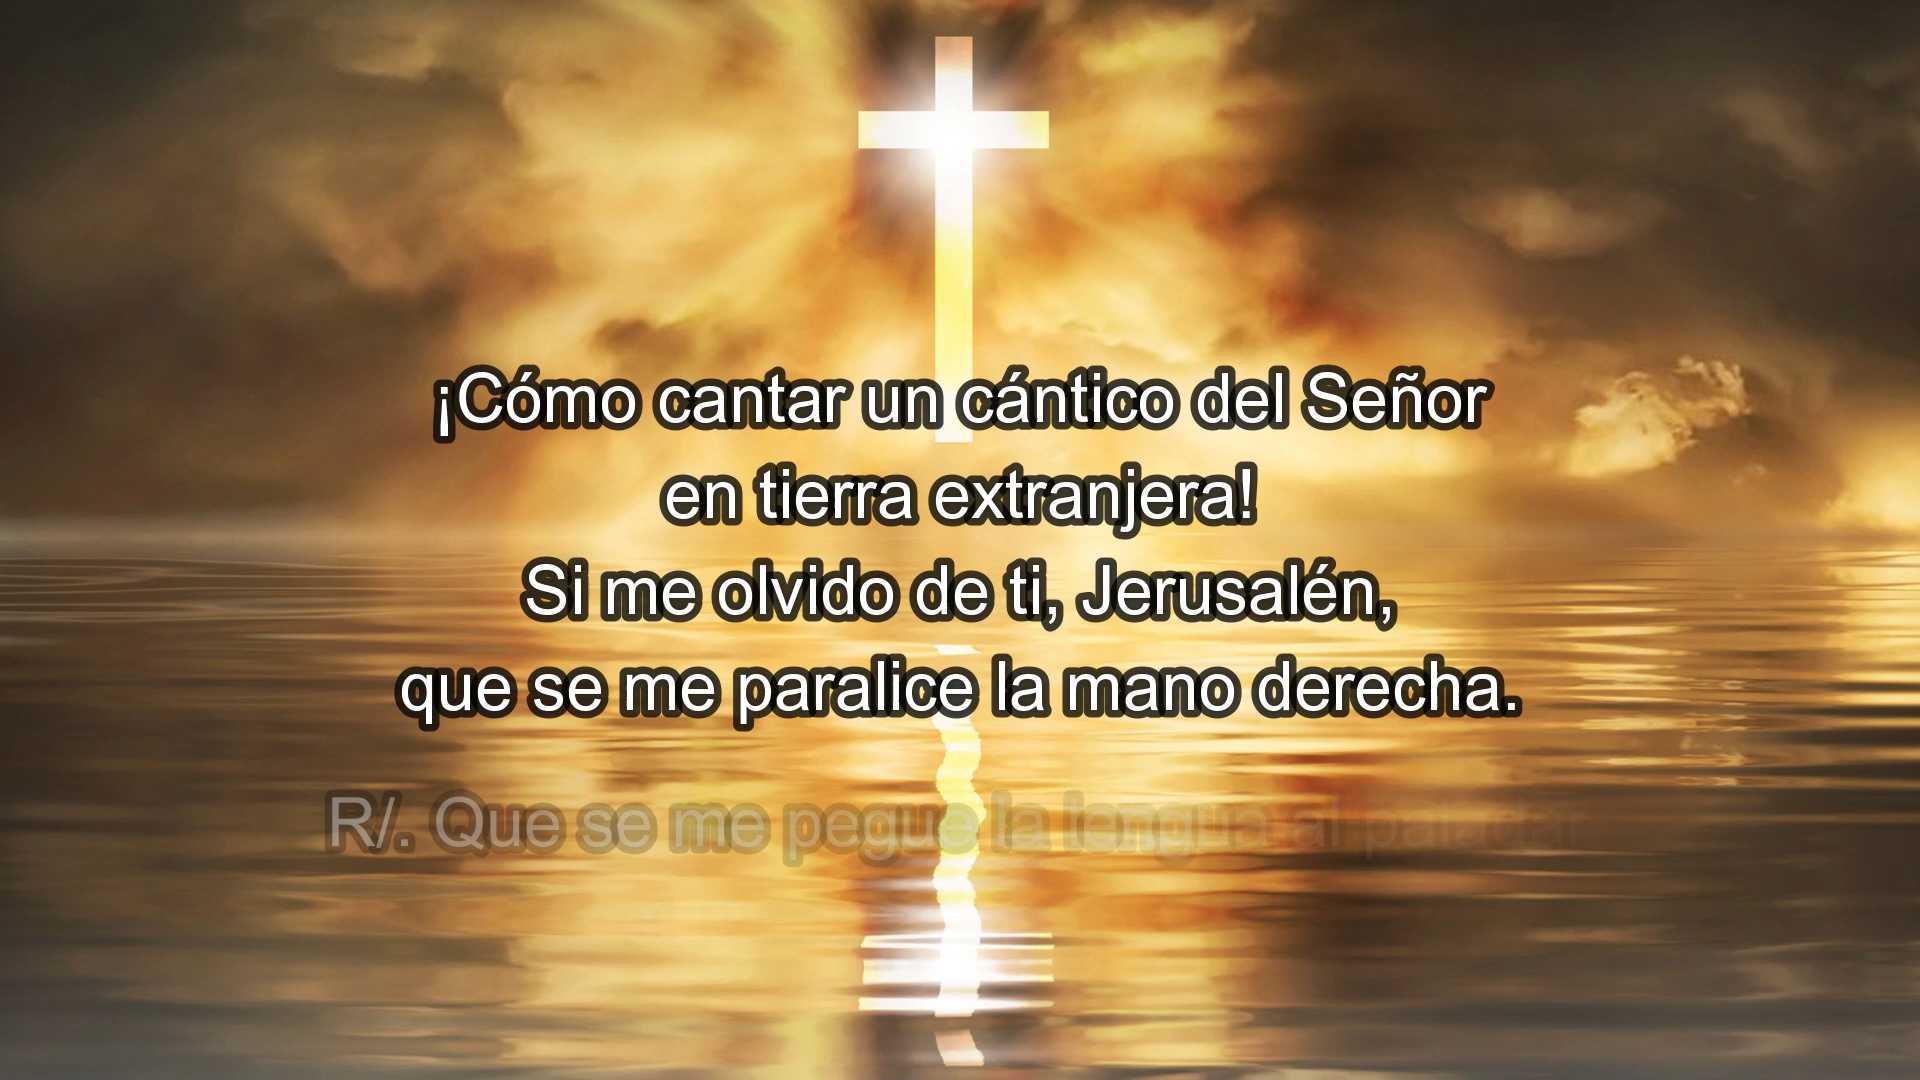 ¡Cómo cantar un cántico del Señor
en tierra extranjera!
Si me olvido de ti, Jerusalén,
que se me paralice la mano derecha.
R/. Que se me pegue la lengua al paladar